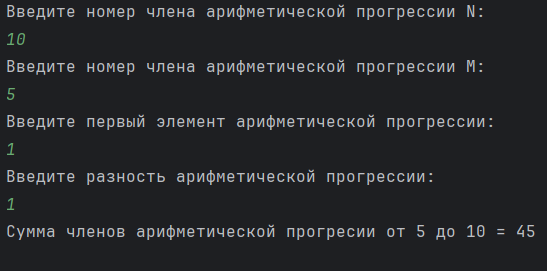 Введите номер члена арифметической прогрессии N:
10
Введите номер члена арифметической прогрессии M:
5
Введите первый элемент арифметической прогрессии:
1
Введите разность арифметической прогрессии:
1
Сумма членов арифметической прогресии от 5 до 10 = 45